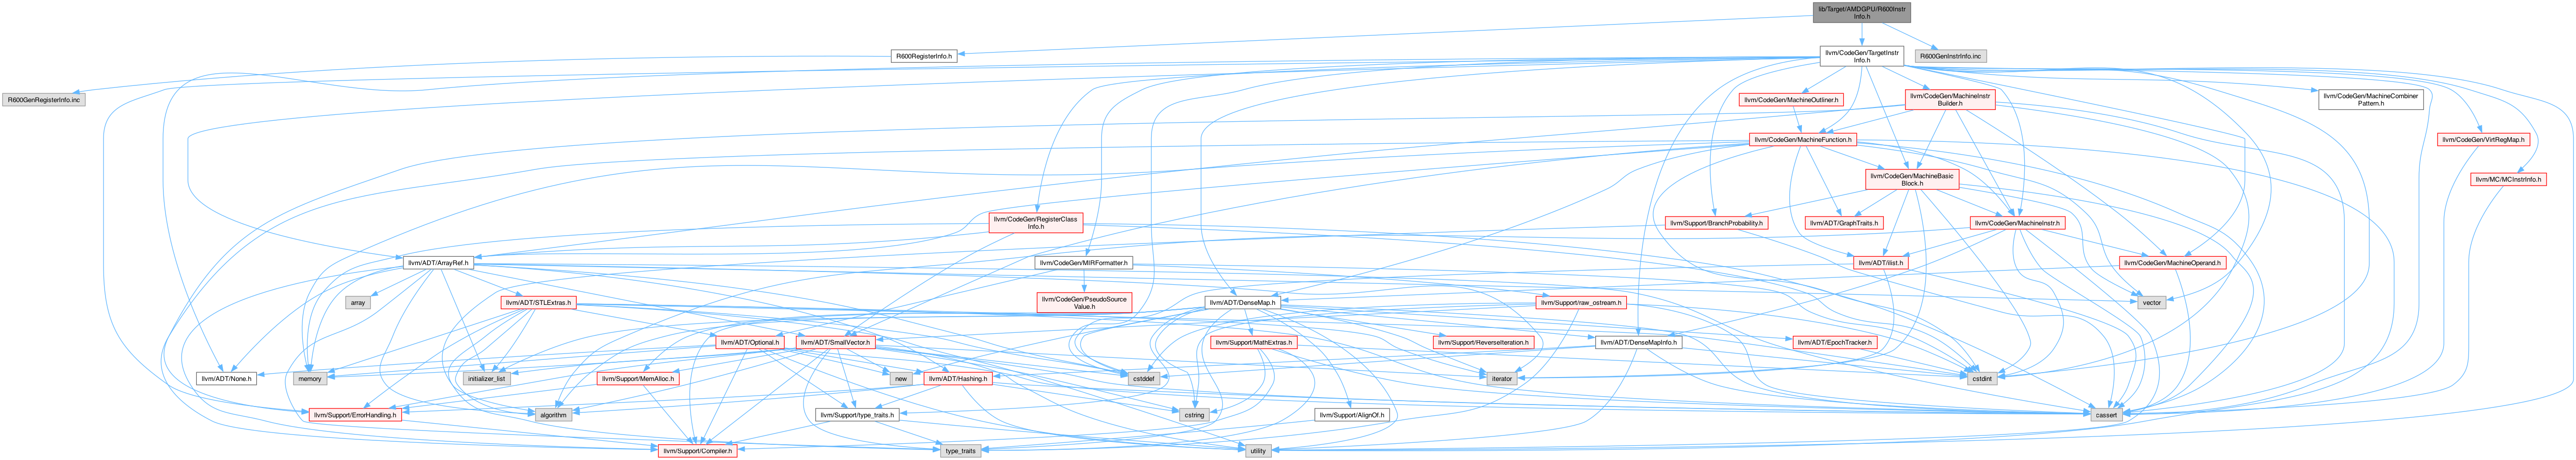 lib/Target/AMDGPU/R600Instr
Info.h
R600RegisterInfo.h
llvm/CodeGen/TargetInstr
Info.h
R600GenInstrInfo.inc
R600GenRegisterInfo.inc
llvm/CodeGen/MachineOutliner.h
llvm/CodeGen/MachineInstr
Builder.h
llvm/CodeGen/MachineCombiner
Pattern.h
llvm/CodeGen/MachineFunction.h
llvm/CodeGen/VirtRegMap.h
llvm/CodeGen/MachineBasic
Block.h
llvm/MC/MCInstrInfo.h
llvm/CodeGen/RegisterClass
Info.h
llvm/Support/BranchProbability.h
llvm/ADT/GraphTraits.h
llvm/CodeGen/MachineInstr.h
llvm/ADT/ArrayRef.h
llvm/CodeGen/MIRFormatter.h
llvm/ADT/ilist.h
llvm/CodeGen/MachineOperand.h
array
llvm/ADT/STLExtras.h
llvm/CodeGen/PseudoSource
Value.h
llvm/ADT/DenseMap.h
llvm/Support/raw_ostream.h
vector
llvm/ADT/Optional.h
llvm/ADT/SmallVector.h
llvm/Support/MathExtras.h
llvm/Support/ReverseIteration.h
llvm/ADT/DenseMapInfo.h
llvm/ADT/EpochTracker.h
llvm/ADT/None.h
memory
initializer_list
llvm/Support/MemAlloc.h
new
llvm/ADT/Hashing.h
cstddef
iterator
cstdint
llvm/Support/ErrorHandling.h
algorithm
llvm/Support/type_traits.h
cstring
llvm/Support/AlignOf.h
cassert
llvm/Support/Compiler.h
type_traits
utility